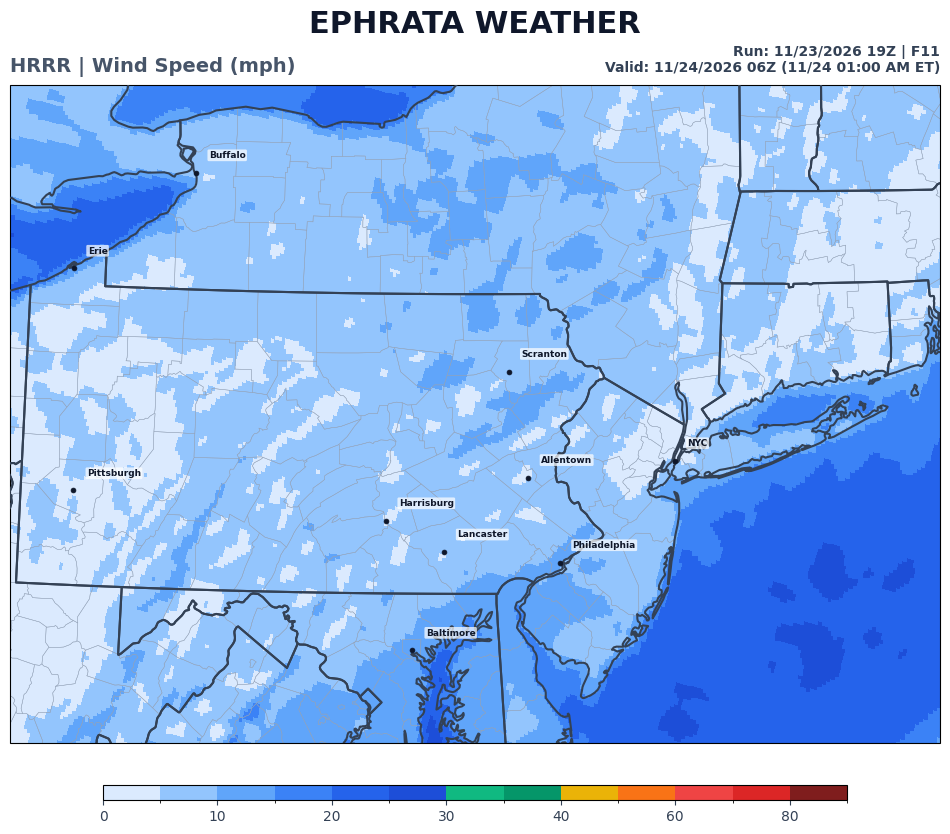 EPHRATA WEATHER
HRRR | Wind Speed (mph)
Run: 11/23/2026 19Z | F11
Valid: 11/24/2026 06Z (11/24 01:00 AM ET)
Buffalo
Erie
Scranton
NYC
Allentown
Pittsburgh
Harrisburg
Lancaster
Philadelphia
Baltimore
0 10 20 30 40 60 80